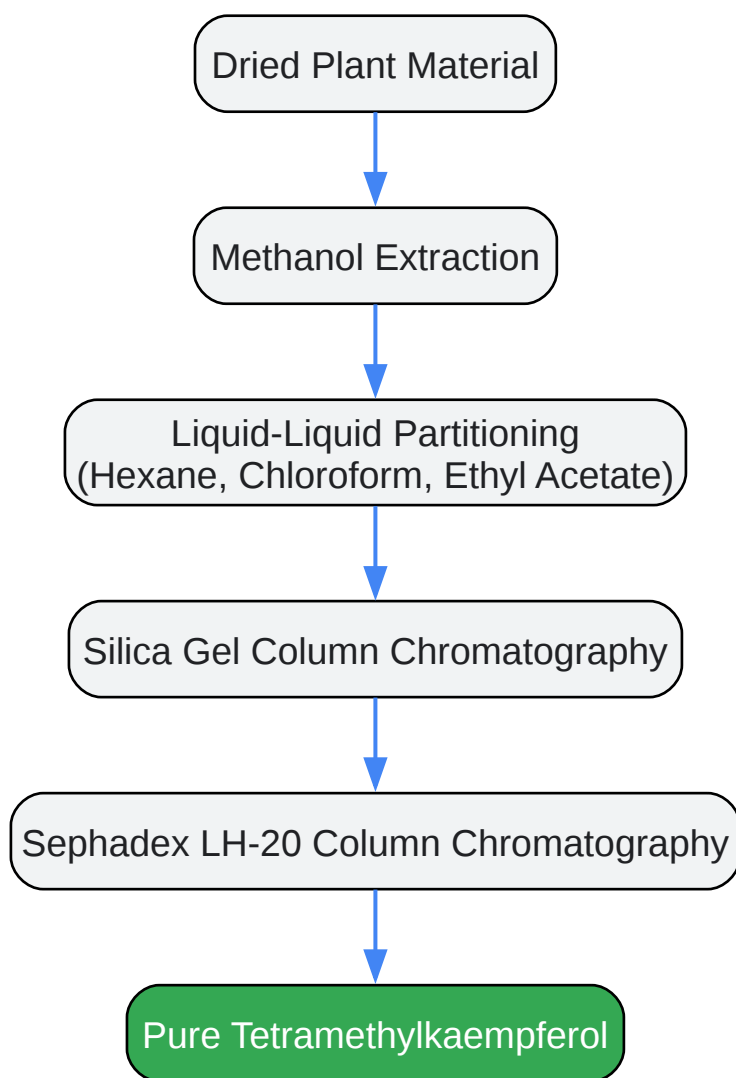 Dried Plant Material
Methanol Extraction
Liquid-Liquid Partitioning
(Hexane, Chloroform, Ethyl Acetate)
Silica Gel Column Chromatography
Sephadex LH-20 Column Chromatography
Pure Tetramethylkaempferol